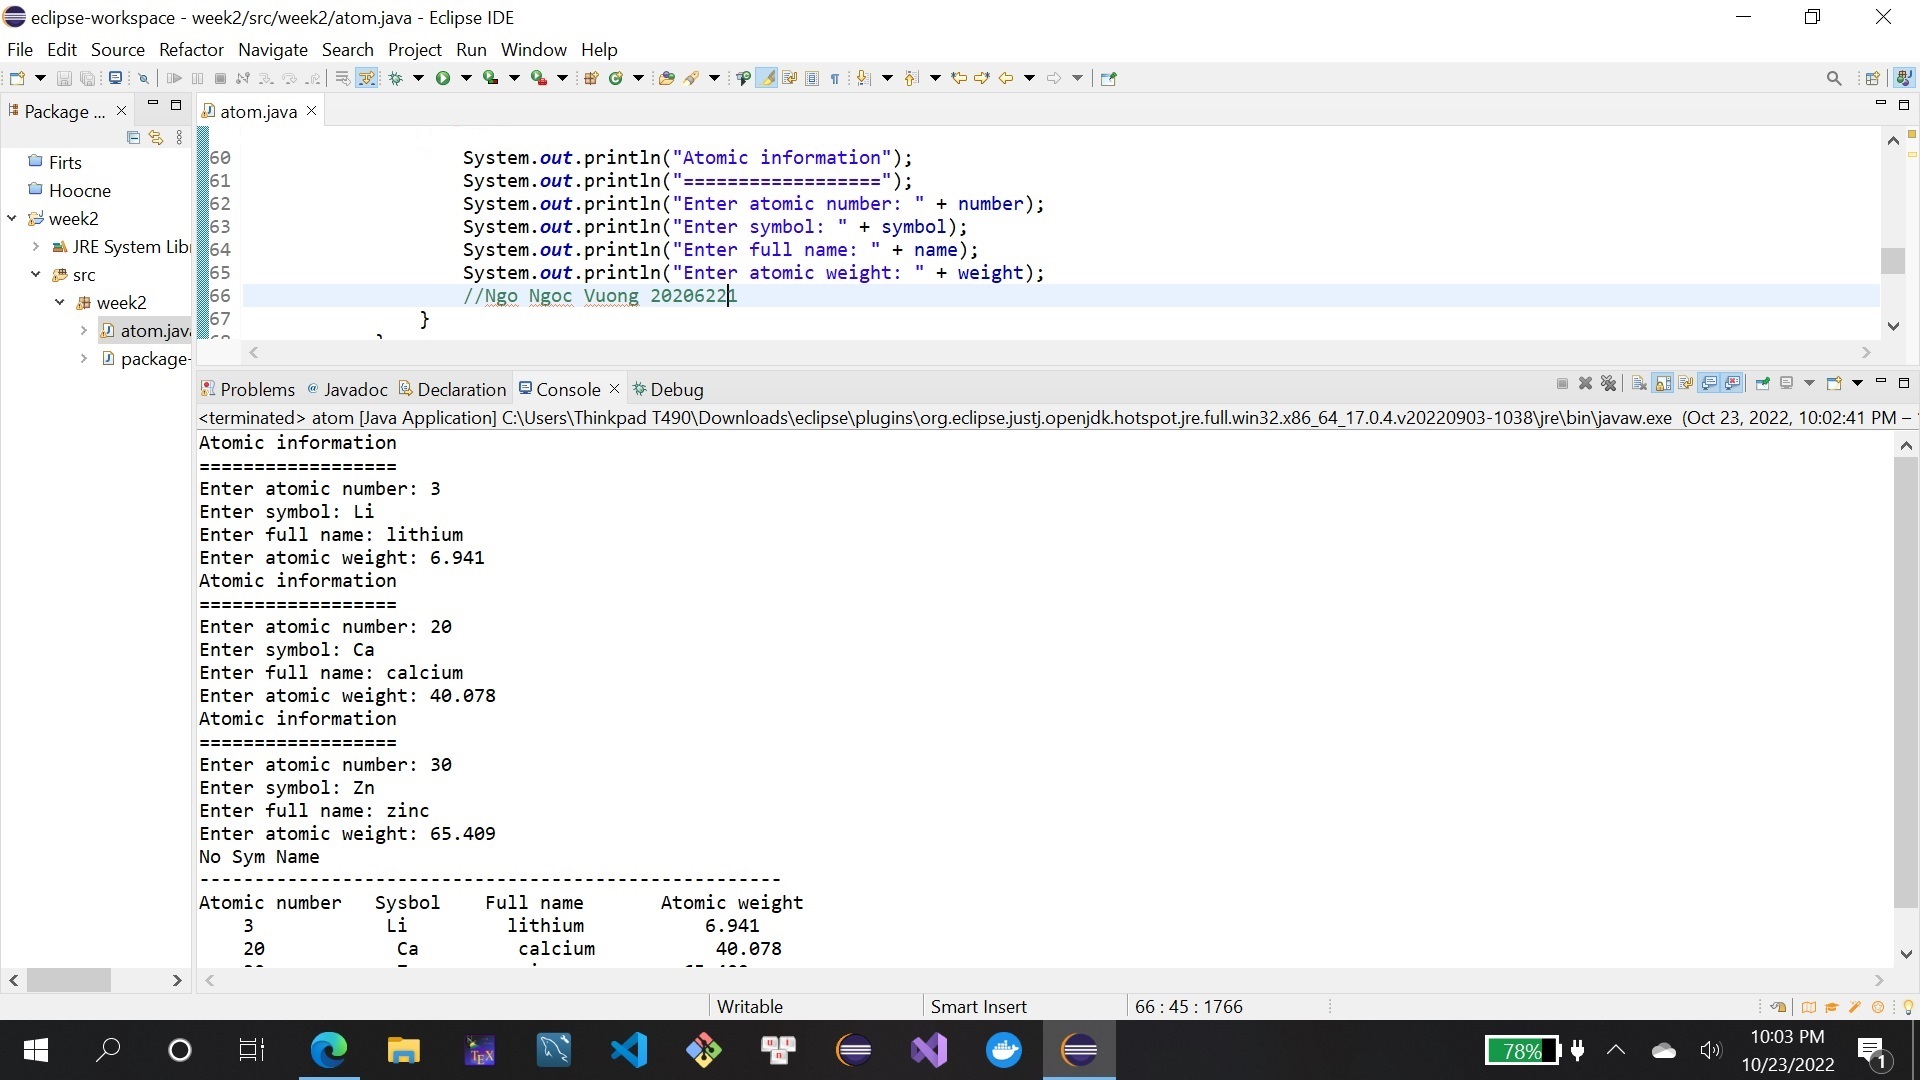 eclipse-workspace - week2/src/week2/atom.java - Eclipse IDE
File Edit Source Refactor Navigate Search Project Run Window Help
Package ...
atom.java
Firts
Hoocne
week2
JRE System Libr
src
week2
atom.java
package-
60 System.out.println("Atomic information");
61 System.out.println("==================");
62 System.out.println("Enter atomic number: " + number);
63 System.out.println("Enter symbol: " + symbol);
64 System.out.println("Enter full name: " + name);
65 System.out.println("Enter atomic weight: " + weight);
66 //Ngo Ngoc Vuong 20206221
67 }
Problems Javadoc Declaration Console Debug
<terminated> atom [Java Application] C:\Users\Thinkpad T490\Downloads\eclipse\plugins\org.eclipse.justj.openjdk.hotspot.jre.full.win32.x86_64_17.0.4.v20220903-1038\jre\bin\javaw.exe (Oct 23, 2022, 10:02:41 PM –
Atomic information
==================
Enter atomic number: 3
Enter symbol: Li
Enter full name: lithium
Enter atomic weight: 6.941
Atomic information
==================
Enter atomic number: 20
Enter symbol: Ca
Enter full name: calcium
Enter atomic weight: 40.078
Atomic information
==================
Enter atomic number: 30
Enter symbol: Zn
Enter full name: zinc
Enter atomic weight: 65.409
No Sym Name
-----------------------------------------------------
Atomic number Sysbol Full name Atomic weight
3 Li lithium 6.941
20 Ca calcium 40.078
Writable Smart Insert 66 : 45 : 1766
78%
10:03 PM
10/23/2022
1